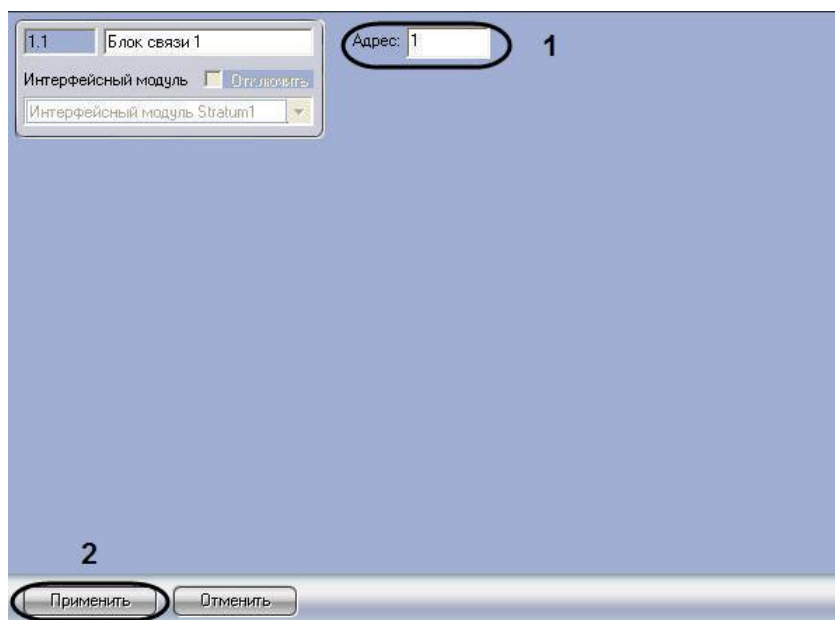 1.1 Блок связи 1
Адрес: 1
1
Интерфейсный модуль Отключить
Интерфейсный модуль Stratum1
2
Применить Отменить